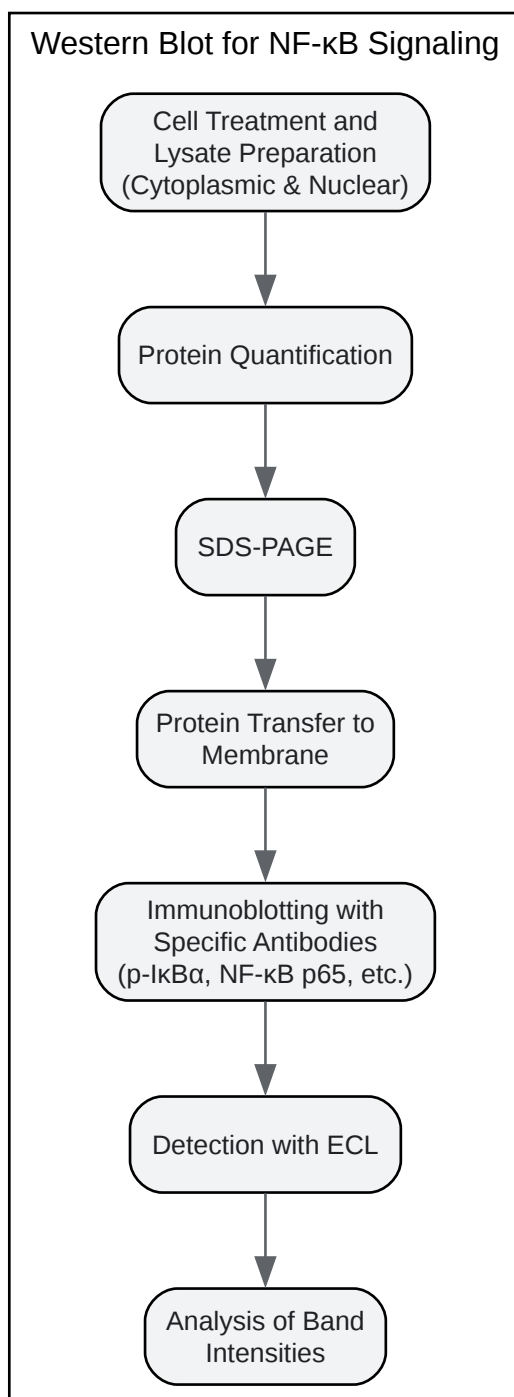 Western Blot for NF-κB Signaling
Cell Treatment and
Lysate Preparation
(Cytoplasmic & Nuclear)
Protein Quantification
SDS-PAGE
Protein Transfer to
Membrane
Immunoblotting with
Specific Antibodies
(p-IκBα, NF-κB p65, etc.)
Detection with ECL
Analysis of Band
Intensities